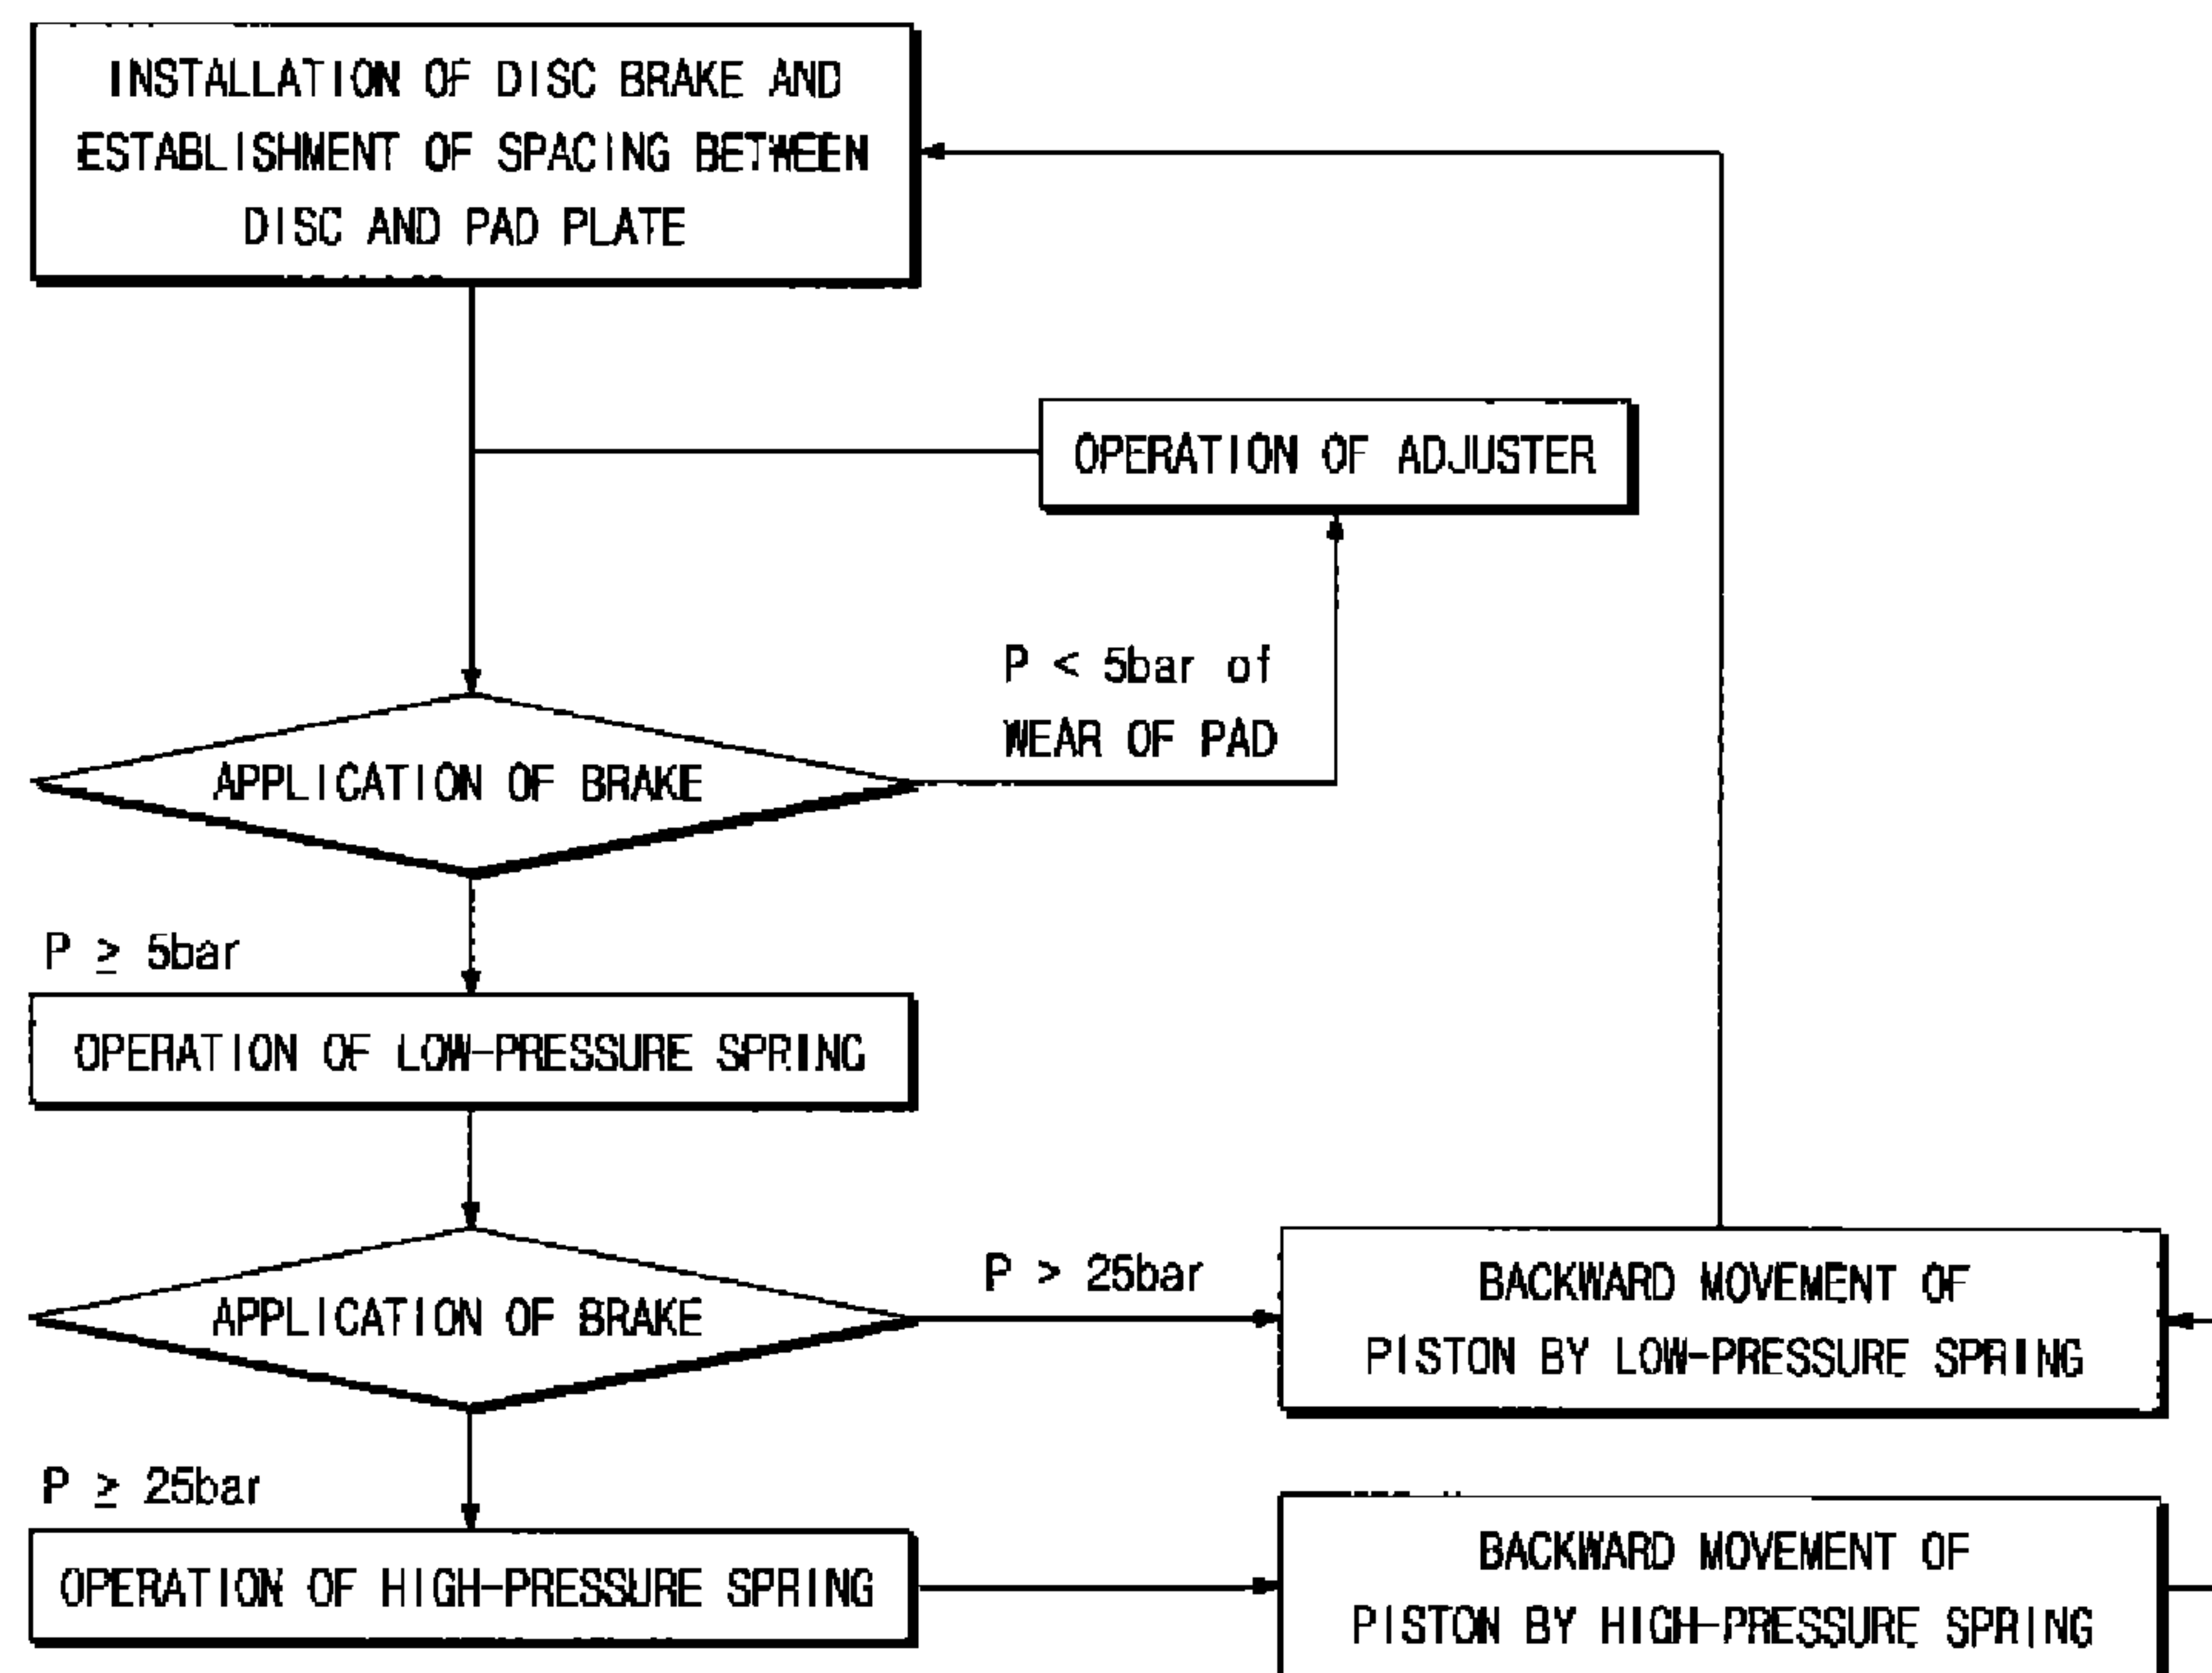 INSTALLATION OF DISC BRAKE AND
ESTABLISHMENT OF SPACING BETWEEN
DISC AND PAD PLATE
OPERATION OF ADJUSTER
P < 5bar of
WEAR OF PAD
APPLICATION OF BRAKE
P ≥ 5bar
OPERATION OF LOW-PRESSURE SPRING
APPLICATION OF BRAKE
P > 25bar
BACKWARD MOVEMENT OF
PISTON BY LOW-PRESSURE SPRING
P ≥ 25bar
OPERATION OF HIGH-PRESSURE SPRING
BACKWARD MOVEMENT OF
PISTON BY HIGH-PRESSURE SPRING